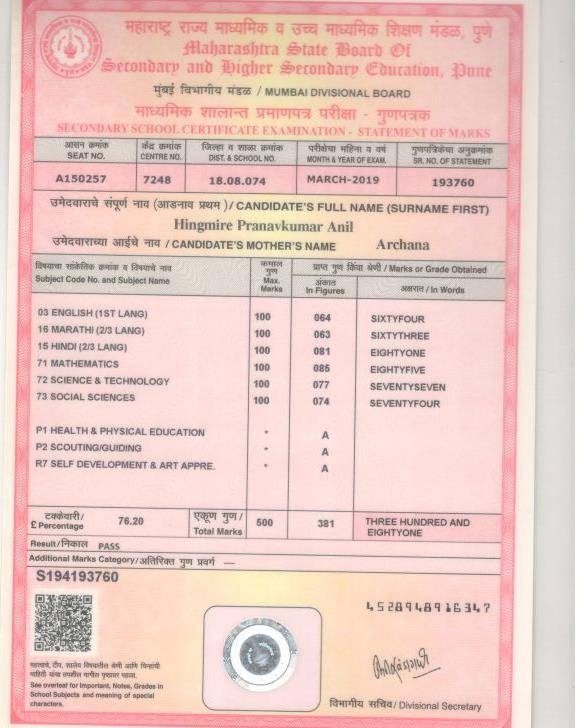 महाराष्ट्र राज्य माध्यमिक व उच्च माध्यमिक शिक्षण मंडळ, पुणे
Maharashtra State Board Of
Secondary and Higher Secondary Education, Pune
मुंबई विभागीय मंडळ / MUMBAI DIVISIONAL BOARD
माध्यमिक शालान्त प्रमाणपत्र परीक्षा - गुणपत्रक
SECONDARY SCHOOL CERTIFICATE EXAMINATION - STATEMENT OF MARKS
आसन क्रमांक केंद्र क्रमांक जिल्हा व शाळा क्रमांक परीक्षेचा महिना व वर्ष गुणपत्रिकेचा अनुक्रमांक
SEAT NO. CENTRE NO. DIST. & SCHOOL NO. MONTH & YEAR OF EXAM. SR. NO. OF STATEMENT
A150257 7248 18.08.074 MARCH-2019 193760
उमेदवाराचे संपूर्ण नाव (आडनाव प्रथम) / CANDIDATE'S FULL NAME (SURNAME FIRST)
Hingmire Pranavkumar Anil
उमेदवाराच्या आईचे नाव / CANDIDATE'S MOTHER'S NAME Archana
विषयाचा सांकेतिक क्रमांक व विषयाचे नाव
Subject Code No. and Subject Name
कमाल
गुण
Max.
Marks
प्राप्त गुण किंवा श्रेणी / Marks or Grade Obtained
अंकात
In Figures
अक्षरात / In Words
03 ENGLISH (1ST LANG) 100 064 SIXTYFOUR
16 MARATHI (2/3 LANG) 100 063 SIXTYTHREE
15 HINDI (2/3 LANG) 100 081 EIGHTYONE
71 MATHEMATICS 100 085 EIGHTYFIVE
72 SCIENCE & TECHNOLOGY 100 077 SEVENTYSEVEN
73 SOCIAL SCIENCES 100 074 SEVENTYFOUR
P1 HEALTH & PHYSICAL EDUCATION * A
P2 SCOUTING/GUIDING * A
R7 SELF DEVELOPMENT & ART APPRE. * A
टक्केवारी /
£ Percentage
76.20
एकूण गुण /
Total Marks
500 381 THREE HUNDRED AND
EIGHTYONE
Result/निकाल PASS
Additional Marks Category/अतिरिक्त गुण प्रवर्ग —
S194193760
4528948916347
See overleaf for Important, Notes, Grades in
School Subjects and meaning of special
characters.
विभागीय सचिव / Divisional Secretary